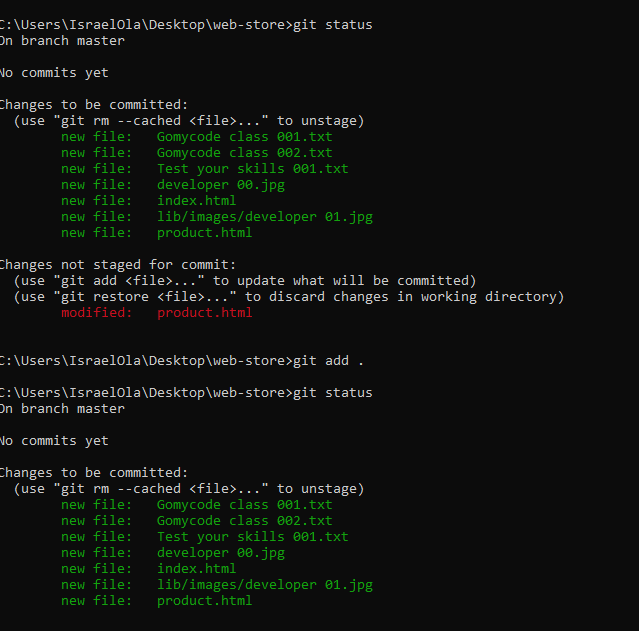 C:\Users\IsraelOla\Desktop\web-store>git status
On branch master
No commits yet
Changes to be committed:
(use "git rm --cached <file>..." to unstage)
new file: Gomycode class 001.txt
new file: Gomycode class 002.txt
new file: Test your skills 001.txt
new file: developer 00.jpg
new file: index.html
new file: lib/images/developer 01.jpg
new file: product.html
Changes not staged for commit:
(use "git add <file>..." to update what will be committed)
(use "git restore <file>..." to discard changes in working directory)
modified: product.html
C:\Users\IsraelOla\Desktop\web-store>git add .
C:\Users\IsraelOla\Desktop\web-store>git status
On branch master
No commits yet
Changes to be committed:
(use "git rm --cached <file>..." to unstage)
new file: Gomycode class 001.txt
new file: Gomycode class 002.txt
new file: Test your skills 001.txt
new file: developer 00.jpg
new file: index.html
new file: lib/images/developer 01.jpg
new file: product.html